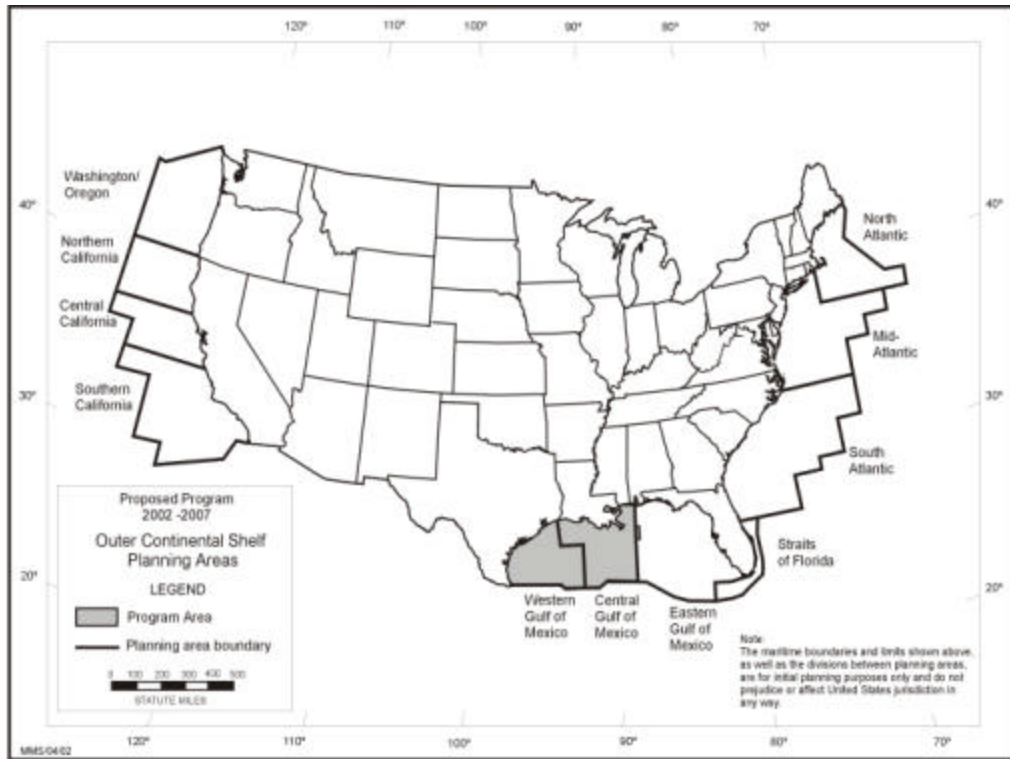 120°
110°
100°
90°
80°
70°
Washington/
Oregon
40°
40°
North
Atlantic
Northern
California
Central
California
Mid-
Atlantic
30°
Southern
California
30°
South
Atlantic
Proposed Program
2002 -2007
Outer Continental Shelf
Planning Areas
LEGEND
Program Area
Planning area boundary
0 100 200 300 400 500
STATUTE MILES
Straits
of Florida
20°
20°
Western
Gulf of
Mexico
Central
Gulf of
Mexico
Eastern
Gulf of
Mexico
Note
The maritime boundaries and limits shown above,
as well as the divisions between planning areas,
are for initial planning purposes only and do not
prejudice or affect United States jurisdiction in
any way.
120°
110°
100°
90°
80°
70°
MMS/04/02